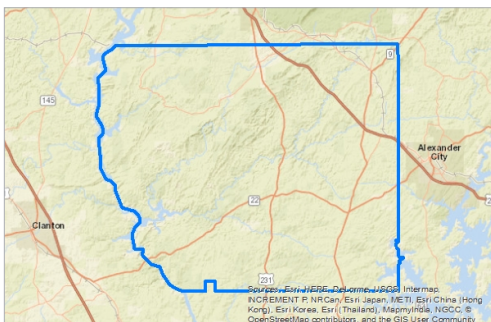 9
145
Alexander
City
22
Clanton
231
Sources: Esri, HERE, DeLorme, USGS, Intermap,
INCREMENT P, NRCan, Esri Japan, METI, Esri China (Hong
Kong), Esri Korea, Esri (Thailand), MapmyIndia, NGCC, ©
OpenStreetMap contributors, and the GIS User Community